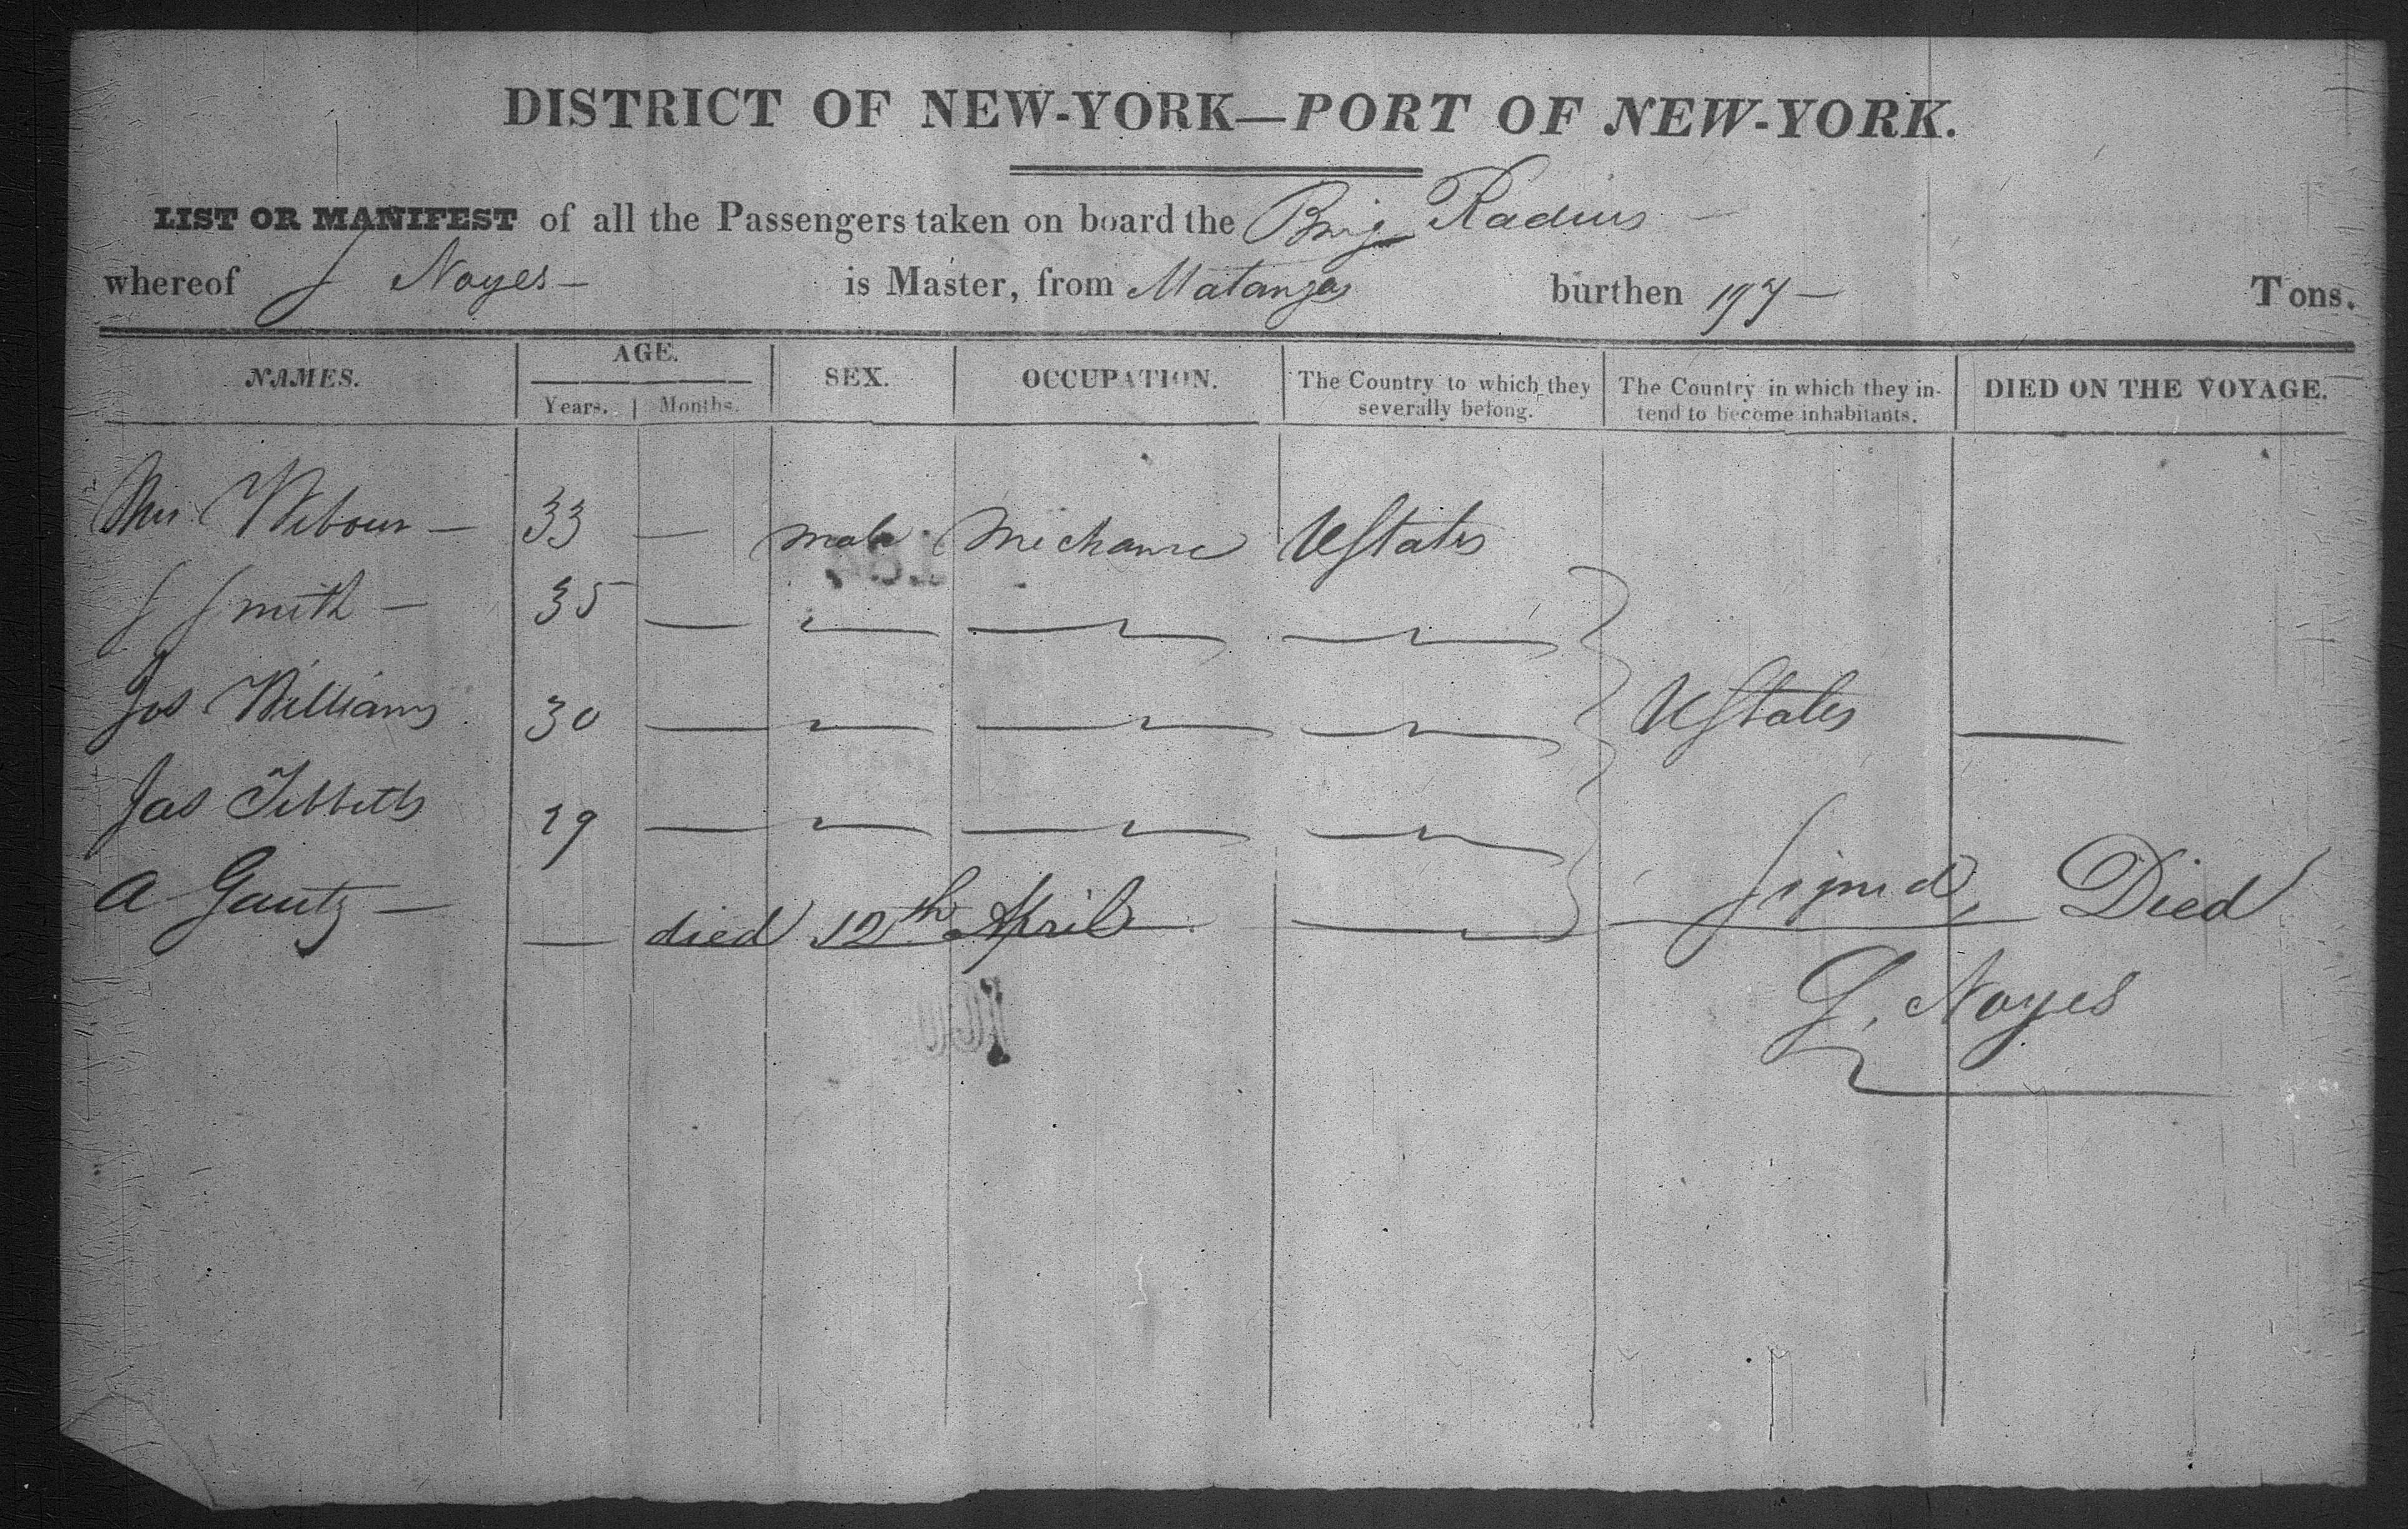 DISTRICT OF NEW-YORK—PORT OF NEW-YORK.
LIST OR MANIFEST of all the Passengers taken on board the Brig Radius
whereof J Noyes is Master, from Matanzas burthen 197 Tons.
NAMES. AGE. Years. Months. SEX. OCCUPATION. The Country to which they severally belong. The Country in which they intend to become inhabitants. DIED ON THE VOYAGE.
33 — male Mechanic UStates
J Smith — 35
Jos Williams 30 UStates
Jas Tibbetts 29
A Gautz — died 12th April Signed, Died
G. Noyes